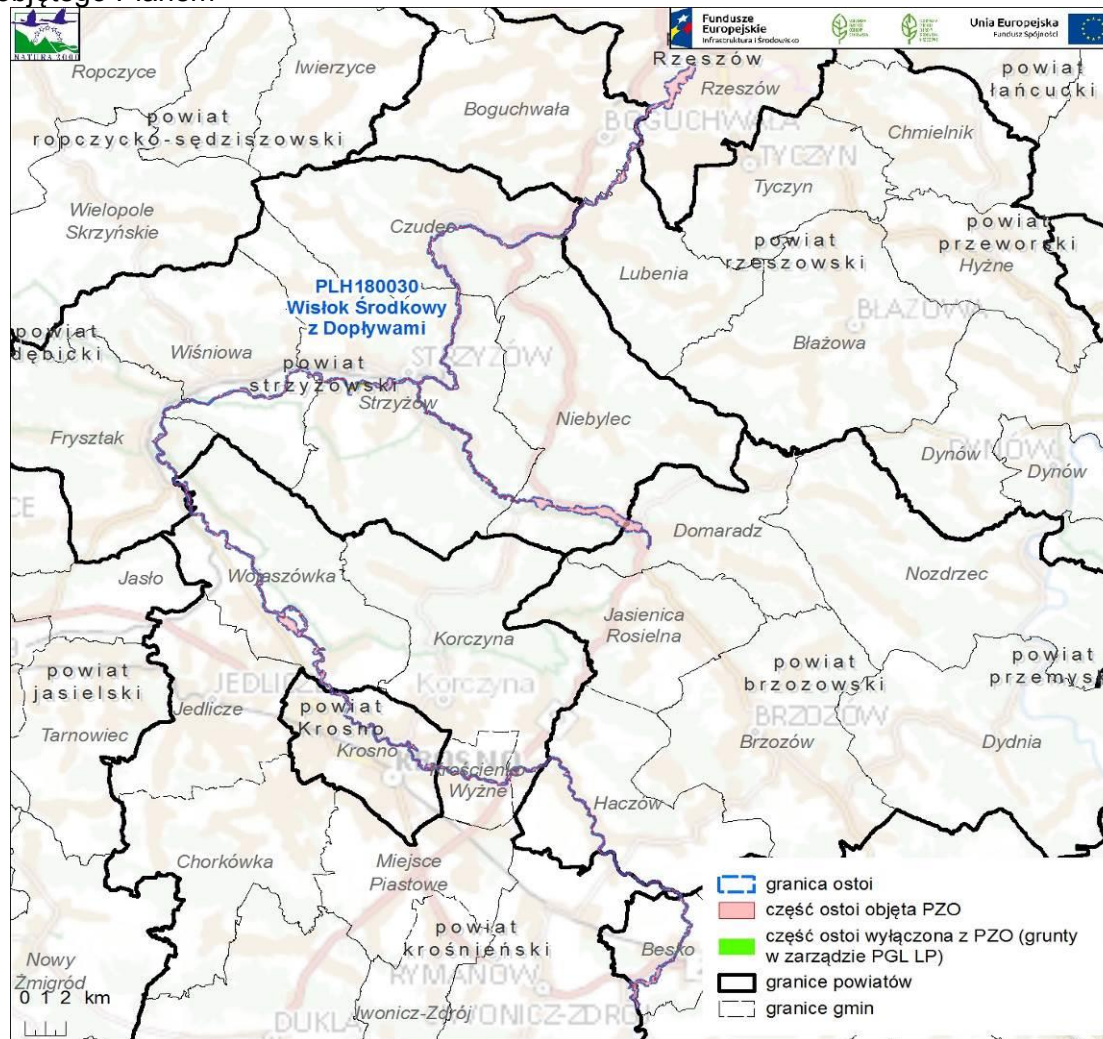 objętego Planem
NATURA 2000
Fundusze
Europejskie
Infrastruktura i Środowisko
Unia Europejska
Fundusz Spójności
Ropczyce
Iwierzyce
Rzeszów
Rzeszów
powiat
łańcucki
powiat
ropczycko-sędziszowski
Boguchwała
BOGUCHWAŁA
Chmielnik
TYCZYN
Tyczyn
Wielopole
Skrzyńskie
Czudec
powiat
przeworski
Hyżne
powiat
rzeszowski
Lubenia
PLH180030
Wisłok Środkowy
z Dopływami
BŁAŻOWA
Błażowa
powiat
dębicki
Wiśniowa
STRZYŻÓW
powiat
strzyżowski
Strzyżów
Niebylec
Frysztak
Dynów
DYNÓW
Dynów
Domaradz
Nozdrzec
Jasło
Wojaszówka
Jasienica
Rosielna
Korczyna
Korczyna
powiat
jasielski
JEDLICZE
Jedlicze
powiat
Krosno
Krosno
KROSNO
powiat
brzozowski
BRZOZÓW
Brzozów
powiat
przemys
Tarnowiec
Dydnia
Krościenko
Wyżne
Haczów
Chorkówka
Miejsce
Piastowe
powiat
krośnieński
Besko
Nowy
Żmigród
RYMANÓW
Iwonicz-Zdrój
IWONICZ-ZDRÓJ
DUKLA
0 1 2 km
granica ostoi
część ostoi objęta PZO
część ostoi wyłączona z PZO (grunty
w zarządzie PGL LP)
granice powiatów
granice gmin